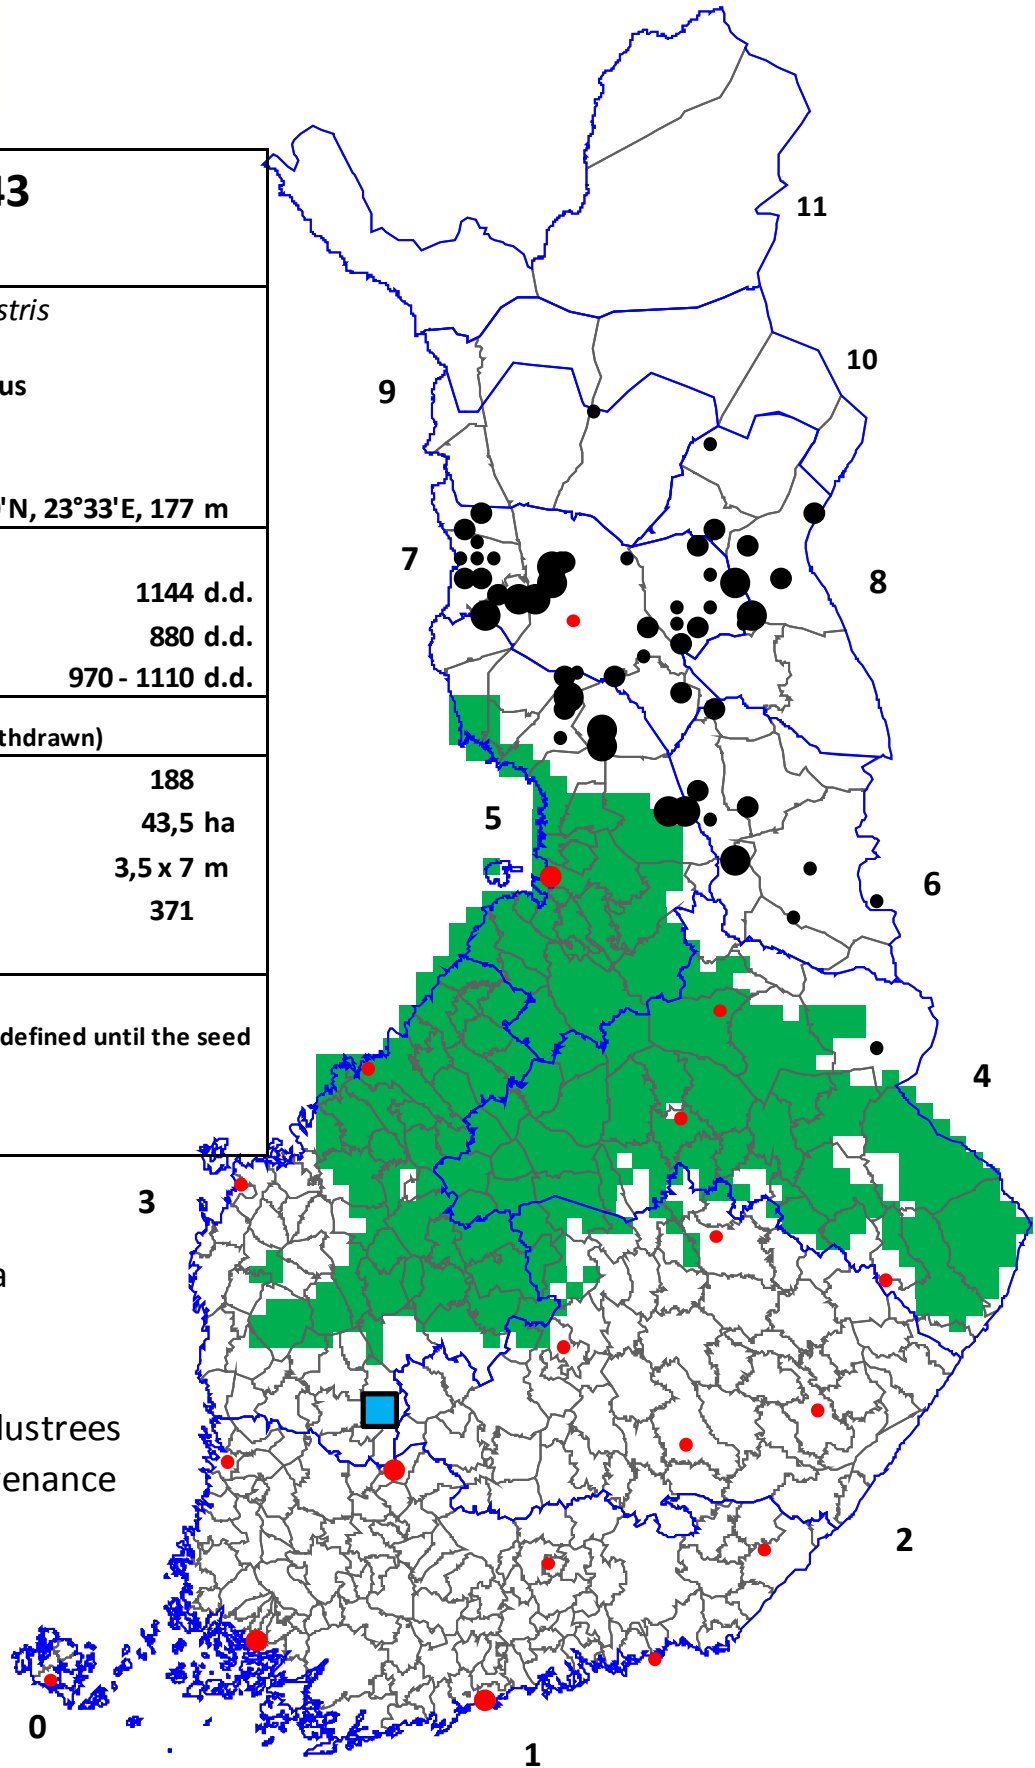 43
stris
us
'N, 23°33'E, 177 m
1144 d.d.
880 d.d.
970 - 1110 d.d.
thdrawn)
188
43,5 ha
3,5 x 7 m
371
defined until the seed
a
lustrees
venance
11
10
9
7
8
5
6
4
3
2
0
1